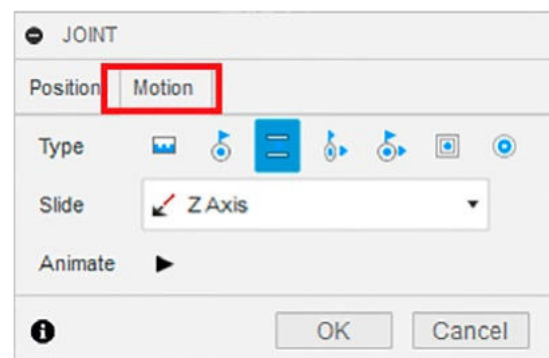 JOINT
Position Motion
Type
Slide Z Axis
Animate
OK Cancel